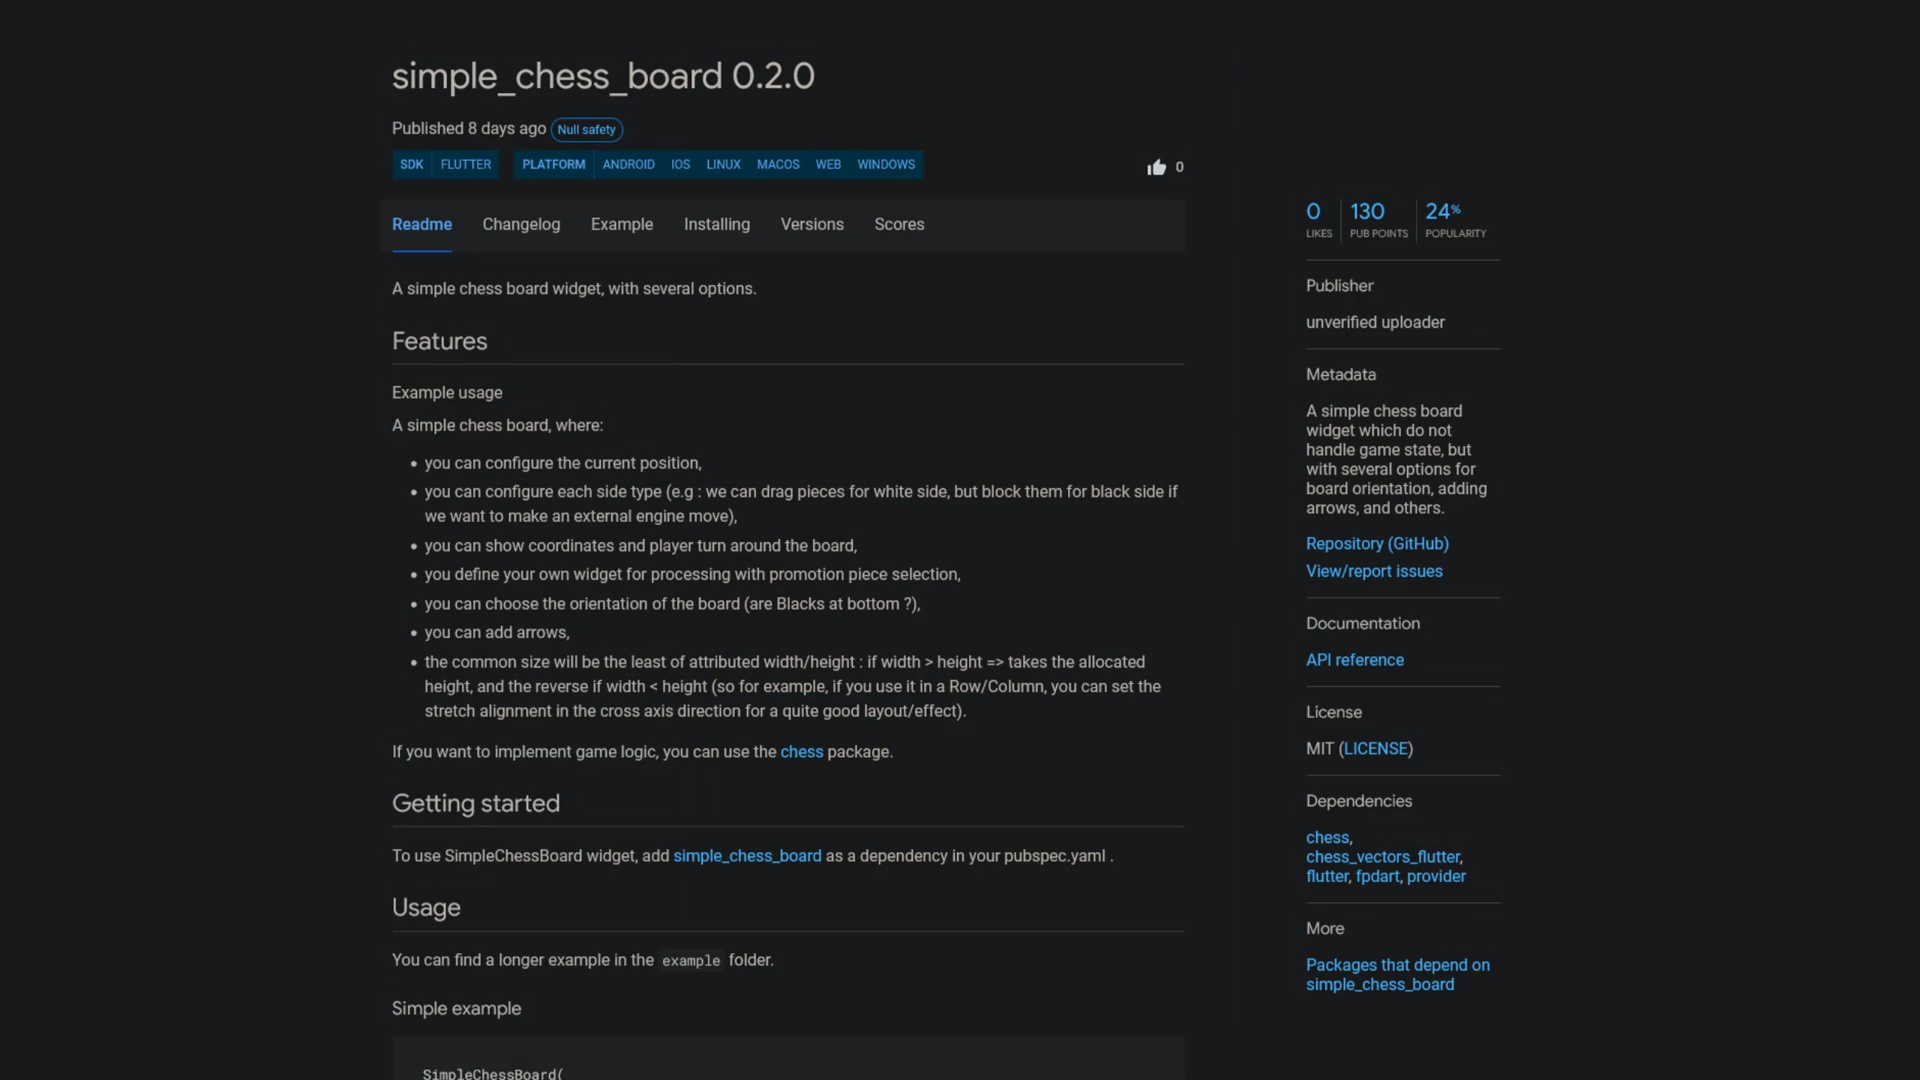 simple_chess_board 0.2.0
Published 8 days ago Null safety
SDK FLUTTER PLATFORM ANDROID IOS LINUX MACOS WEB WINDOWS
0
Readme Changelog Example Installing Versions Scores
A simple chess board widget, with several options.
Features
Example usage
A simple chess board, where:
• you can configure the current position,
• you can configure each side type (e.g : we can drag pieces for white side, but block them for black side if
we want to make an external engine move),
• you can show coordinates and player turn around the board,
• you define your own widget for processing with promotion piece selection,
• you can choose the orientation of the board (are Blacks at bottom ?),
• you can add arrows,
• the common size will be the least of attributed width/height : if width > height => takes the allocated
height, and the reverse if width < height (so for example, if you use it in a Row/Column, you can set the
stretch alignment in the cross axis direction for a quite good layout/effect).
If you want to implement game logic, you can use the chess package.
Getting started
To use SimpleChessBoard widget, add simple_chess_board as a dependency in your pubspec.yaml .
Usage
You can find a longer example in the example folder.
Simple example
SimpleChessBoard(
0 130 24%
LIKES PUB POINTS POPULARITY
Publisher
unverified uploader
Metadata
A simple chess board
widget which do not
handle game state, but
with several options for
board orientation, adding
arrows, and others.
Repository (GitHub)
View/report issues
Documentation
API reference
License
MIT (LICENSE)
Dependencies
chess,
chess_vectors_flutter,
flutter, fpdart, provider
More
Packages that depend on
simple_chess_board